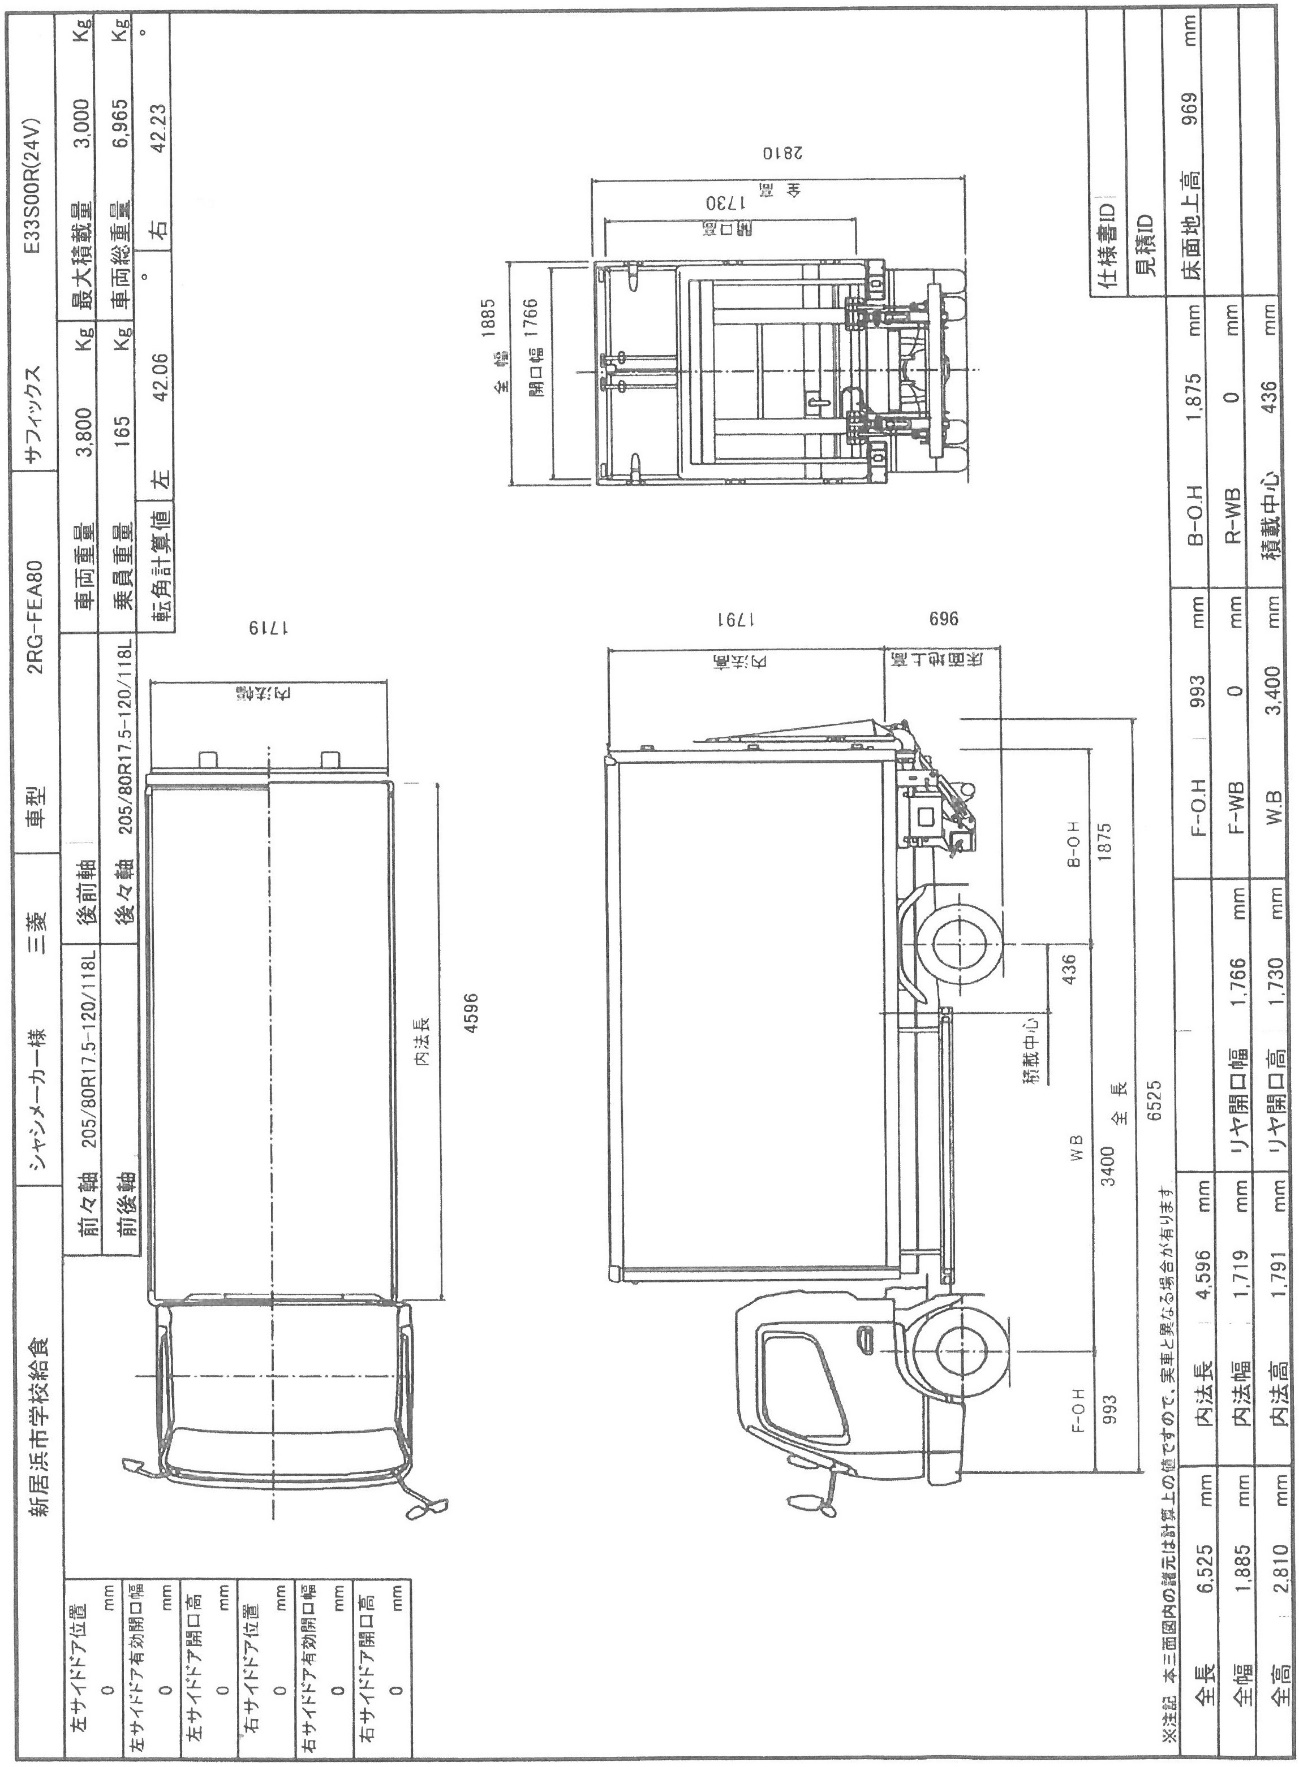 新居浜市学校給食 シャシメーカー様 三菱 車型 2RG-FEA80 サフィックス E33S00R(24V)
前々軸 205/80R17.5-120/118L 後前軸 車両重量 3,800 Kg 最大積載量 3,000 Kg
前後軸 後々軸 205/80R17.5-120/118L 乗員重量 165 Kg 車両総重量 6,965 Kg
転角計算値 左 42.06 ° 右 42.23 °
左サイドドア位置
0 mm
左サイドドア有効開口幅
0 mm
左サイドドア開口高
0 mm
右サイドドア位置
0 mm
右サイドドア有効開口幅
0 mm
右サイドドア開口高
0 mm
内法長
4596
内法幅
1719
全幅 1885
開口幅 1766
開口高
1730
全高
2810
内法高
1791
床面地上高
969
積載中心
436
F-OH
993
WB
3400
B-OH
1875
全長
6525
仕様書ID
見積ID
※注記 本三面図内の諸元は計算上の値ですので、実車と異なる場合が有ります
全長 6,525 mm 内法長 4,596 mm F-O.H 993 mm B-O.H 1,875 mm 床面地上高 969 mm
全幅 1,885 mm 内法幅 1,719 mm リヤ開口幅 1,766 mm F-WB 0 mm R-WB 0 mm
全高 2,810 mm 内法高 1,791 mm リヤ開口高 1,730 mm W.B 3,400 mm 積載中心 436 mm